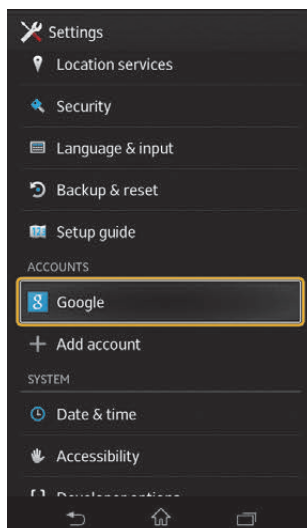 Settings
Location services
Security
Language & input
Backup & reset
Setup guide
ACCOUNTS
Google
Add account
SYSTEM
Date & time
Accessibility